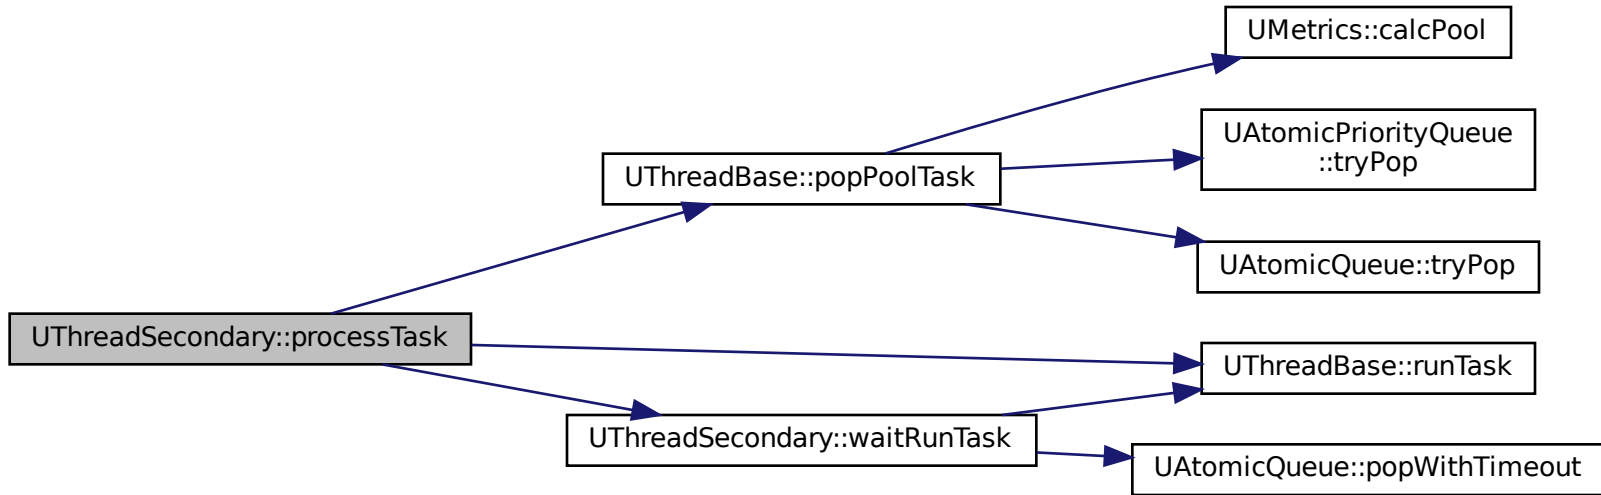 UMetrics::calcPool
UAtomicPriorityQueue
::tryPop
UThreadBase::popPoolTask
UAtomicQueue::tryPop
UThreadSecondary::processTask
UThreadBase::runTask
UThreadSecondary::waitRunTask
UAtomicQueue::popWithTimeout